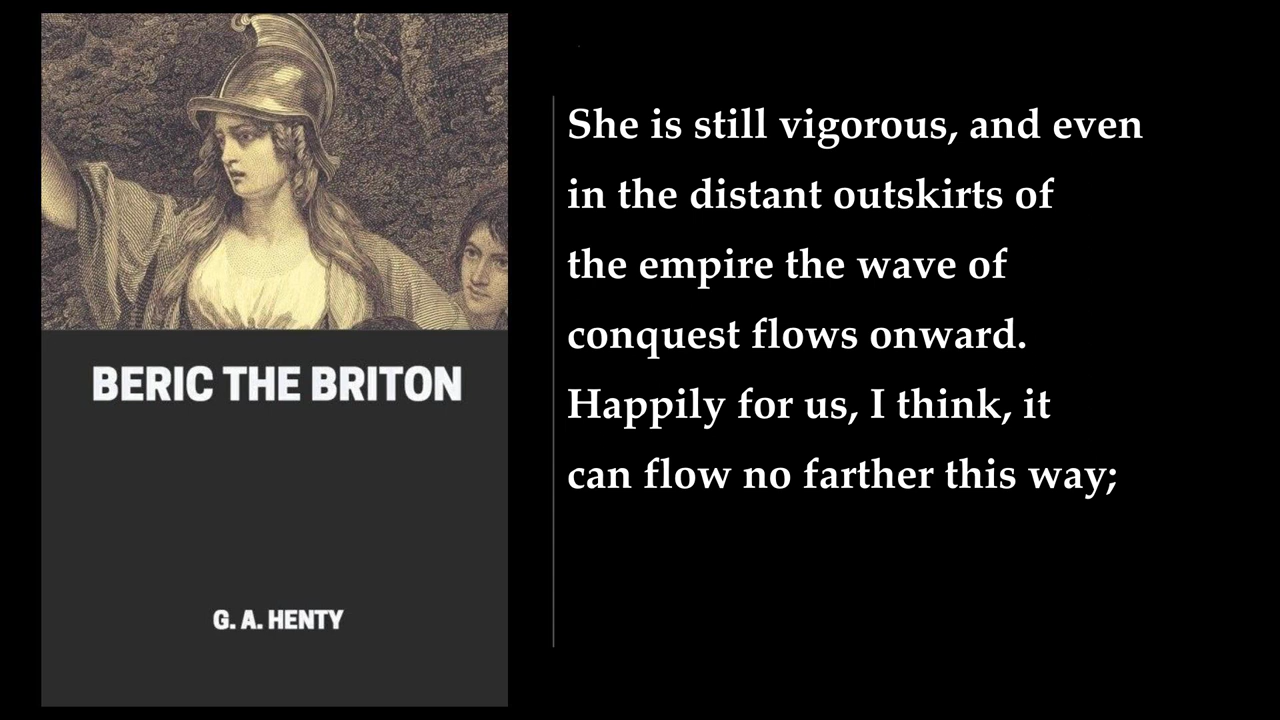 BERIC THE BRITON
G. A. HENTY
She is still vigorous, and even
in the distant outskirts of
the empire the wave of
conquest flows onward.
Happily for us, I think, it
can flow no farther this way;